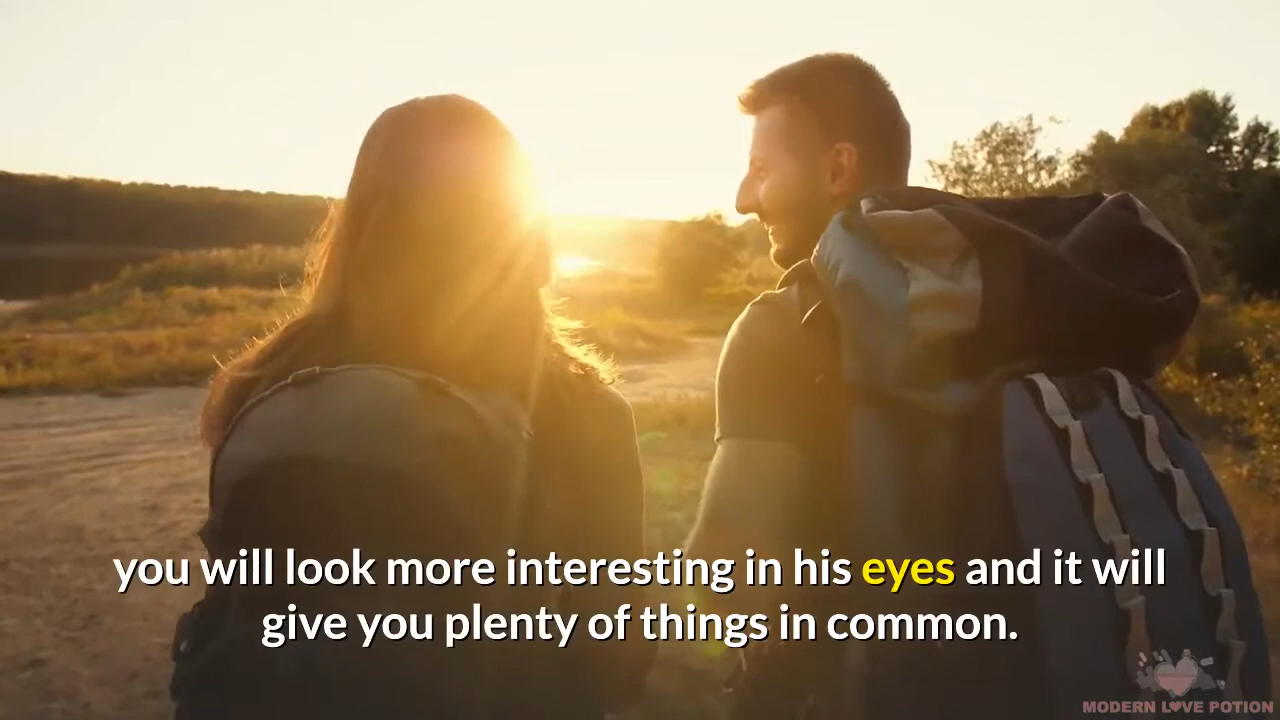 you will look more interesting in his eyes and it will
give you plenty of things in common.
MODERN LOVE POTION